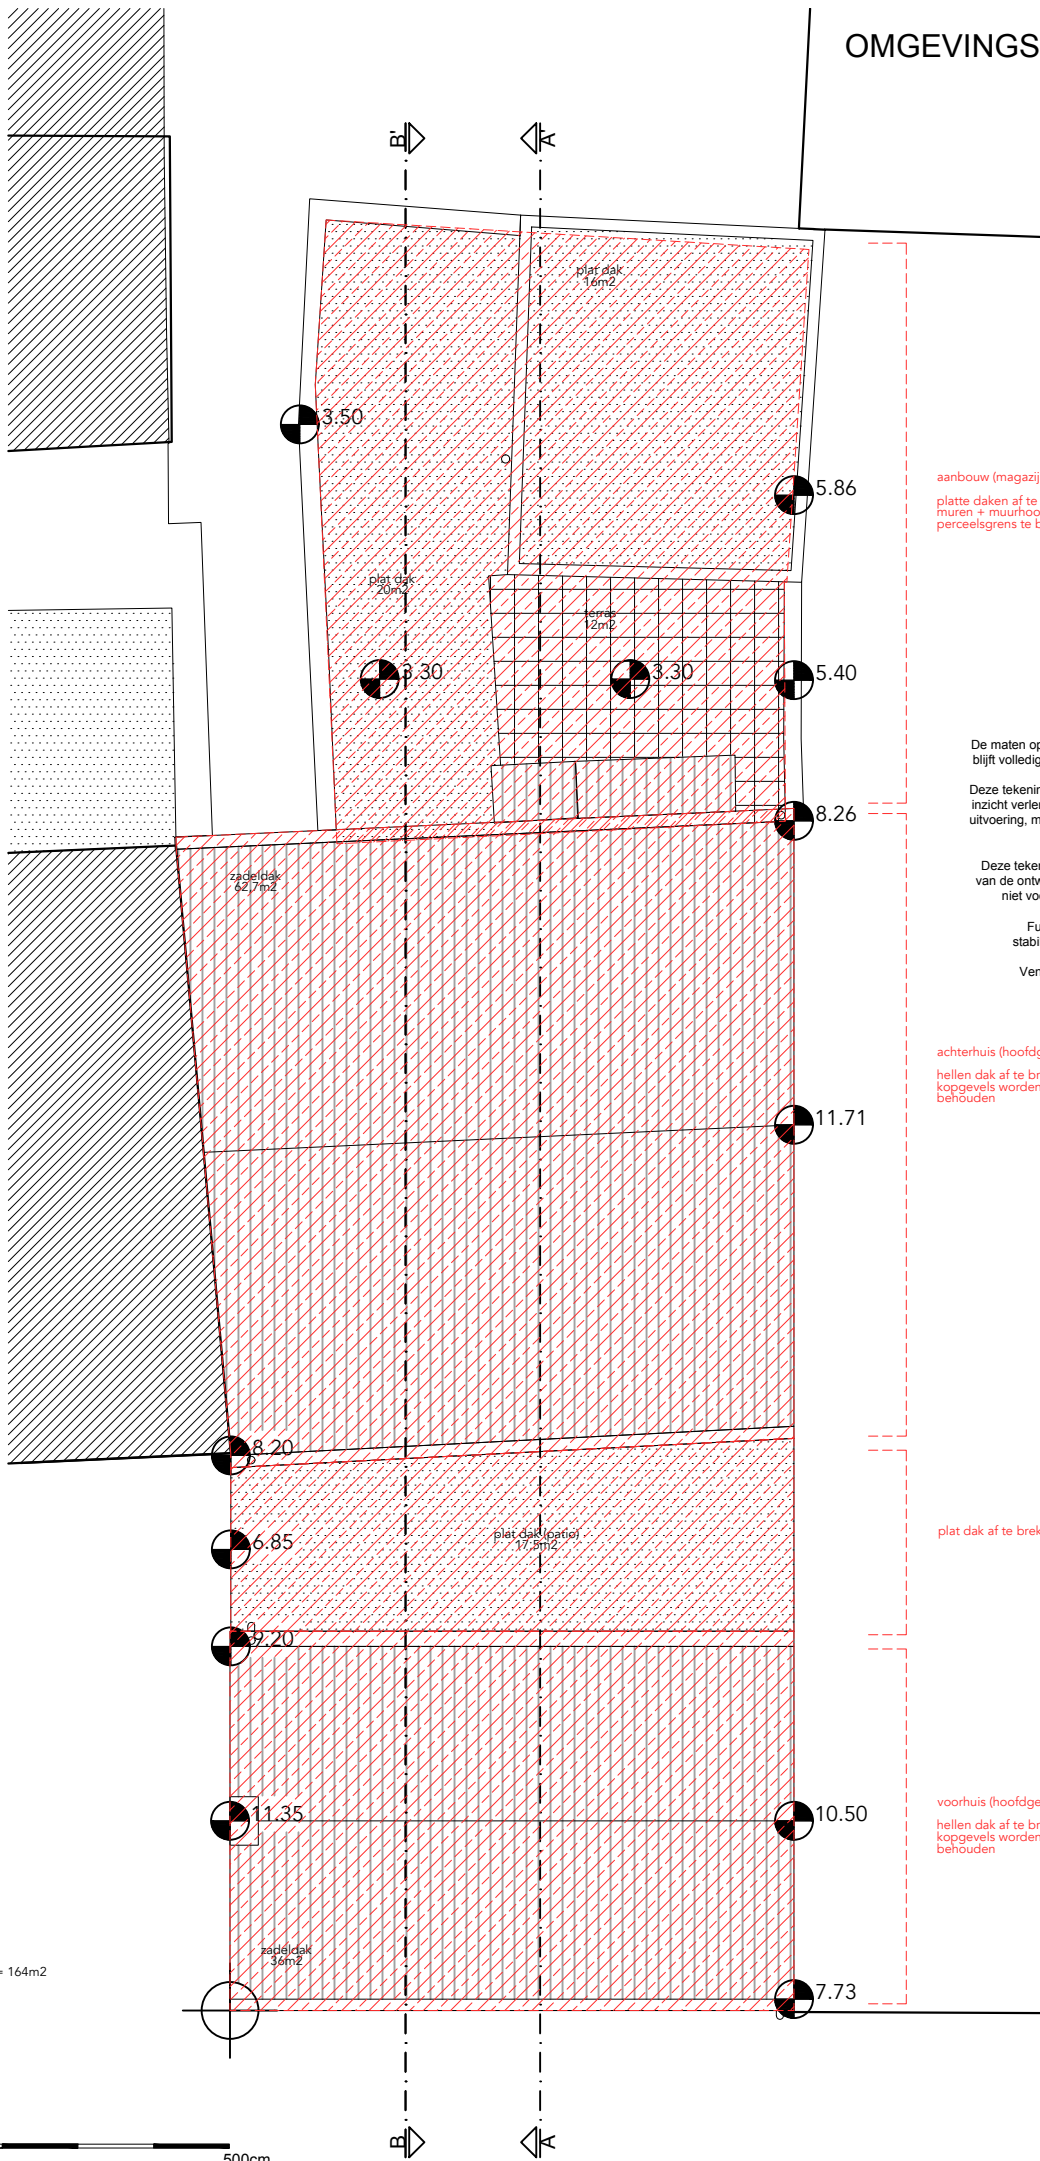 OMGEVINGS
B'
A'
plat dak
16m2
3.50
5.86
aanbouw (magazij
platte daken af te
muren + muurhoo
perceelsgrens te b
plat dak
20m2
terras
12m2
3.30
3.30
5.40
De maten op
blijft volledig
Deze tekenin
inzicht verlen
uitvoering, m
8.26
Deze teken
van de ontw
niet voo
zadeldak
62,7m2
Fu
stabi
Ven
achterhuis (hoofdg
hellen dak af te br
kopgevels worden
behouden
11.71
8.20
6.85
plat dak (patio)
17.5m2
plat dak af te brek
9.20
voorhuis (hoofdge
hellen dak af te br
kopgevels worden
behouden
11.35
10.50
zadeldak
36m2
= 164m2
7.73
B
A
500cm